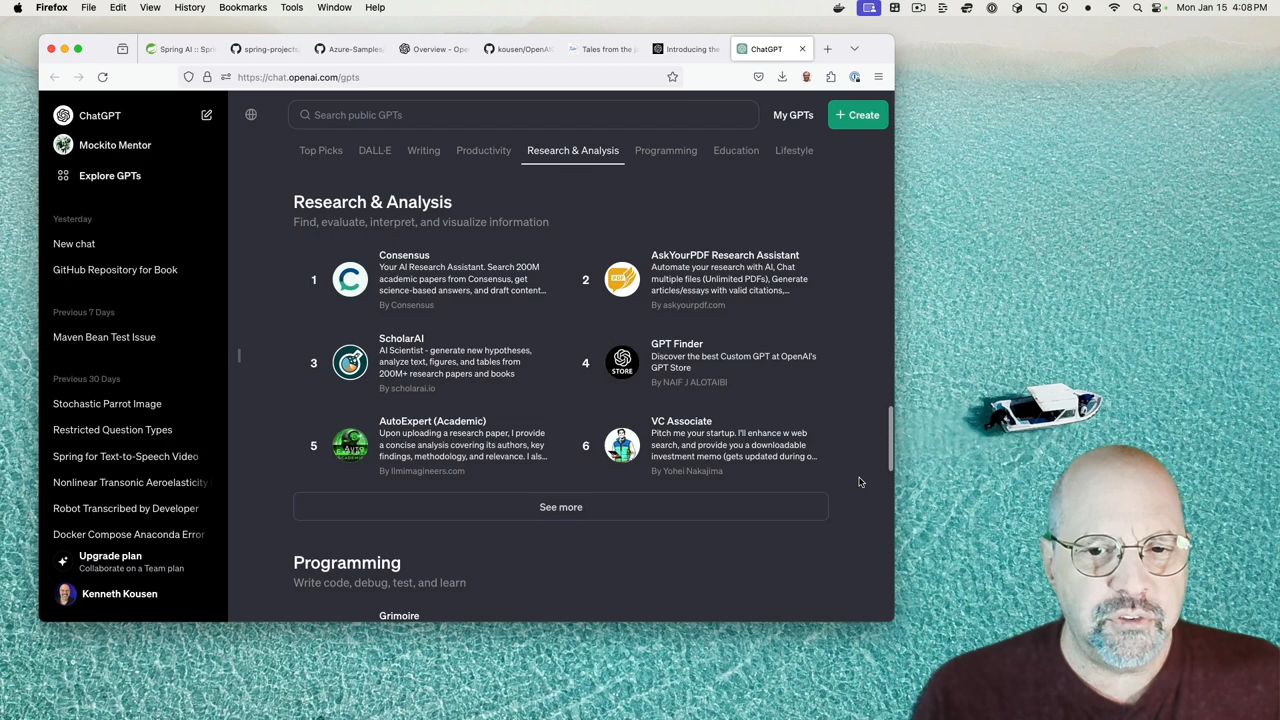 Firefox File Edit View History Bookmarks Tools Window Help
Mon Jan 15 4:08 PM
Spring AI :: Spri
spring-projects
Azure-Samples/
Overview - Ope
kousen/OpenAI
Tales from the ja
Introducing the
ChatGPT
https://chat.openai.com/gpts
ChatGPT
Mockito Mentor
Explore GPTs
Yesterday
New chat
GitHub Repository for Book
Previous 7 Days
Maven Bean Test Issue
Previous 30 Days
Stochastic Parrot Image
Restricted Question Types
Spring for Text-to-Speech Video
Nonlinear Transonic Aeroelasticity
Robot Transcribed by Developer
Docker Compose Anaconda Error
Upgrade plan
Collaborate on a Team plan
Kenneth Kousen
Search public GPTs
My GPTs
+ Create
Top Picks DALL·E Writing Productivity Research & Analysis Programming Education Lifestyle
Research & Analysis
Find, evaluate, interpret, and visualize information
1
Consensus
Your AI Research Assistant. Search 200M
academic papers from Consensus, get
science-based answers, and draft content...
By Consensus
2
PDF
AskYourPDF Research Assistant
Automate your research with AI, Chat
multiple files (Unlimited PDFs), Generate
articles/essays with valid citations,...
By askyourpdf.com
3
ScholarAI
AI Scientist - generate new hypotheses,
analyze text, figures, and tables from
200M+ research papers and books
By scholarai.io
4
STORE
GPT Finder
Discover the best Custom GPT at OpenAI's
GPT Store
By NAIF J ALOTAIBI
5
AutoExpert (Academic)
Upon uploading a research paper, I provide
a concise analysis covering its authors, key
findings, methodology, and relevance. I als...
By llmimagineers.com
6
VC Associate
Pitch me your startup. I'll enhance w web
search, and provide you a downloadable
investment memo (gets updated during o...
By Yohei Nakajima
See more
Programming
Write code, debug, test, and learn
Grimoire